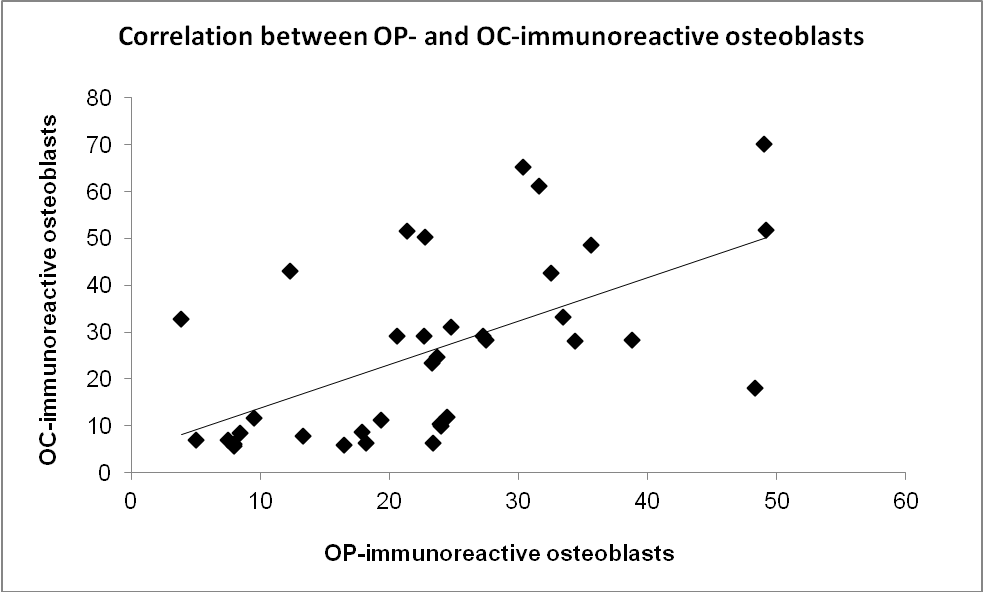 Correlation between OP- and OC-immunoreactive osteoblasts
OC-immunoreactive osteoblasts
80
70
60
50
40
30
20
10
0
0 10 20 30 40 50 60
OP-immunoreactive osteoblasts